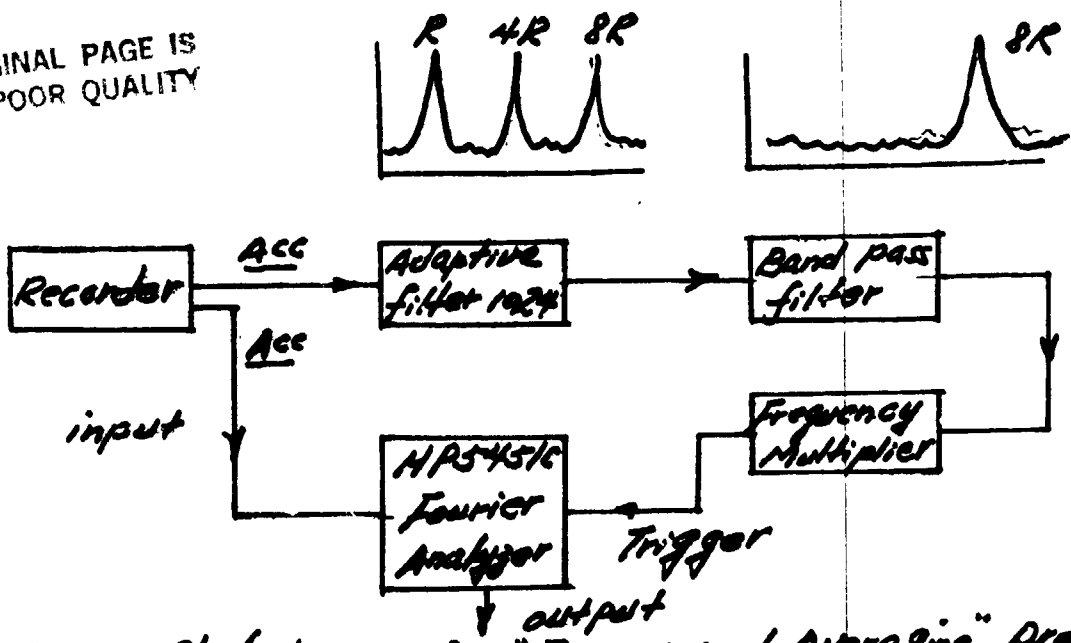 GINAL PAGE IS
POOR QUALITY
R 4R 8R
8R
Recorder
Acc
Adaptive
filter 1024
Band pass
filter
Acc
input
Frequency
Multiplier
HP5451C
Fourier
Analyzer
Trigger
output